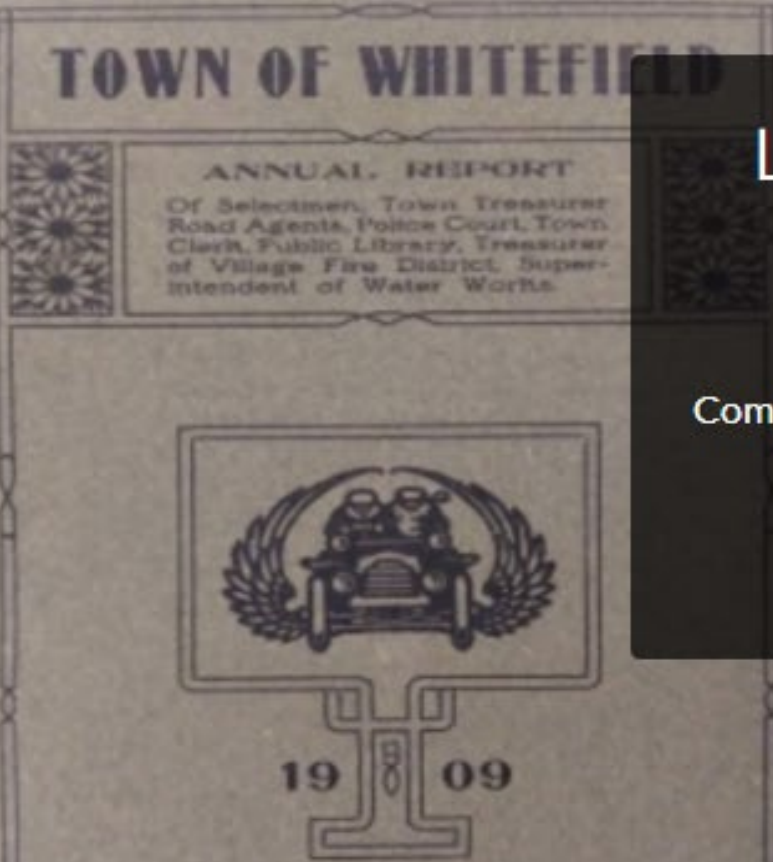 TOWN OF WHITEFIELD
ANNUAL REPORT
Of Selectmen, Town Treasurer
Road Agents, Police Court, Town
Clerk, Public Library, Treasurer
of Village Fire District, Super-
intendent of Water Works.
L
Com
19 09